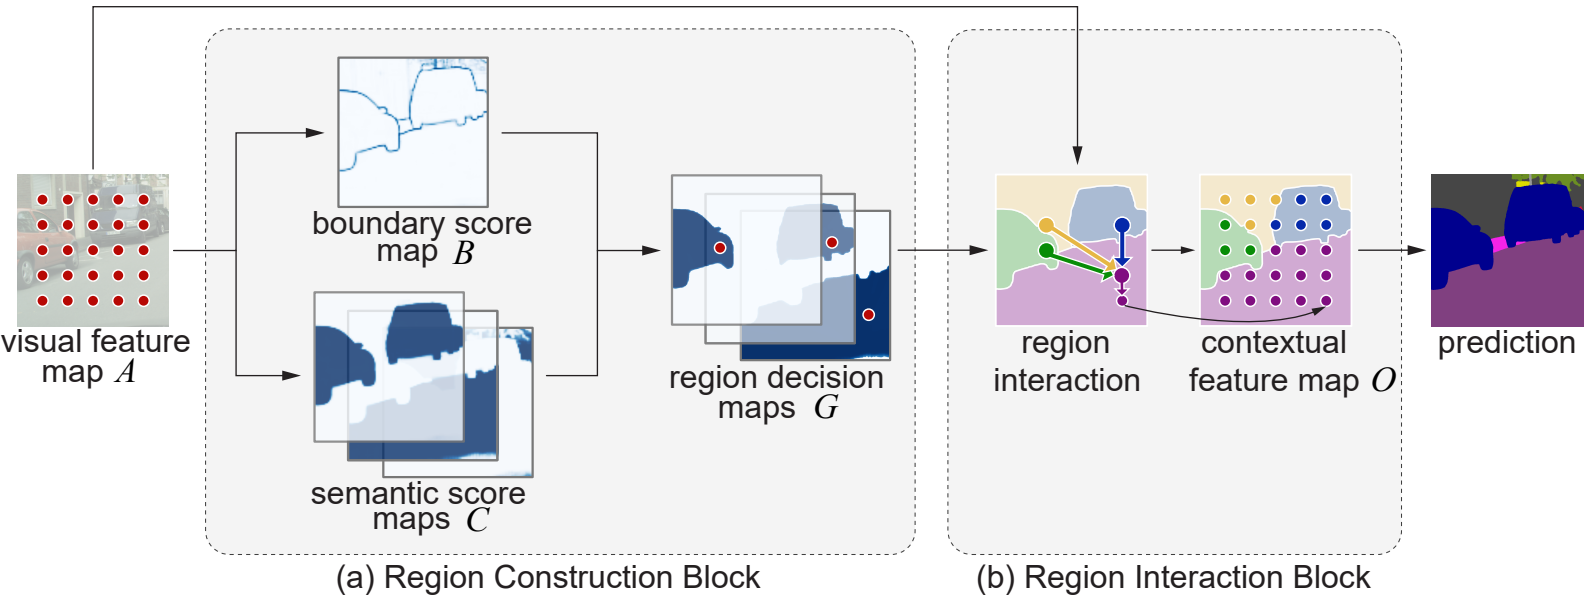 visual feature
map A
boundary score
map B
semantic score
maps C
region decision
maps G
(a) Region Construction Block
region
interaction
contextual
feature map O
(b) Region Interaction Block
prediction